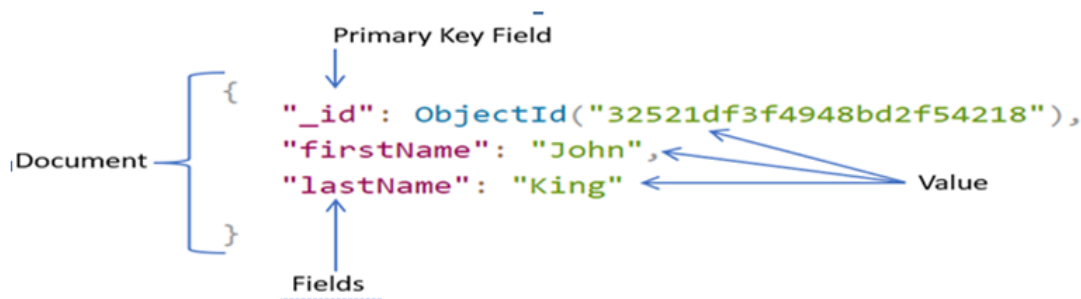 Primary Key Field
{
"_id": ObjectId("32521df3f4948bd2f54218"),
"firstName": "John",
Document
"lastName": "King"
Value
}
Fields